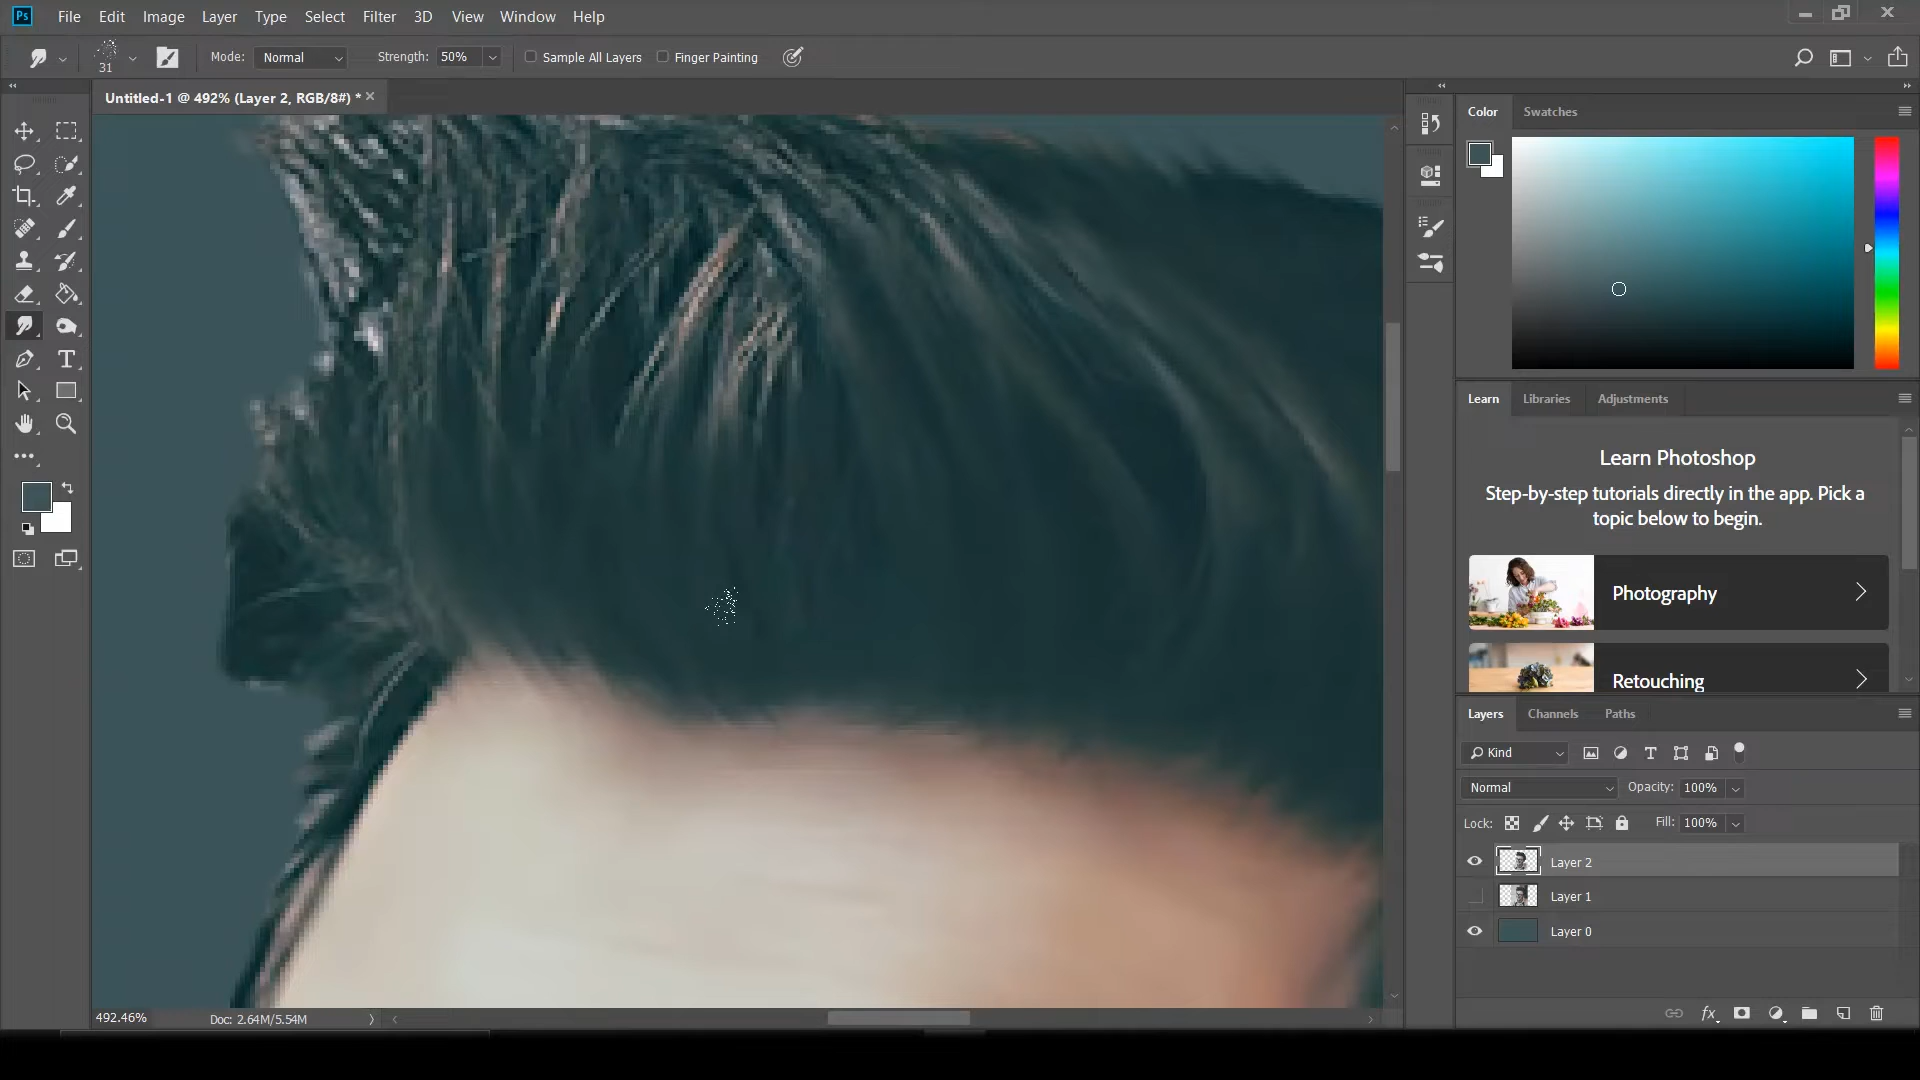 Ps File Edit Image Layer Type Select Filter 3D View Window Help
31 Mode: Normal Strength: 50% Sample All Layers Finger Painting
Untitled-1 @ 492% (Layer 2, RGB/8#) *
Color Swatches
Learn Libraries Adjustments
Learn Photoshop
Step-by-step tutorials directly in the app. Pick a
topic below to begin.
Photography
Retouching
Layers Channels Paths
Kind
Normal Opacity: 100%
Lock: Fill: 100%
Layer 2
Layer 1
Layer 0
492.46% Doc: 2.64M/5.54M